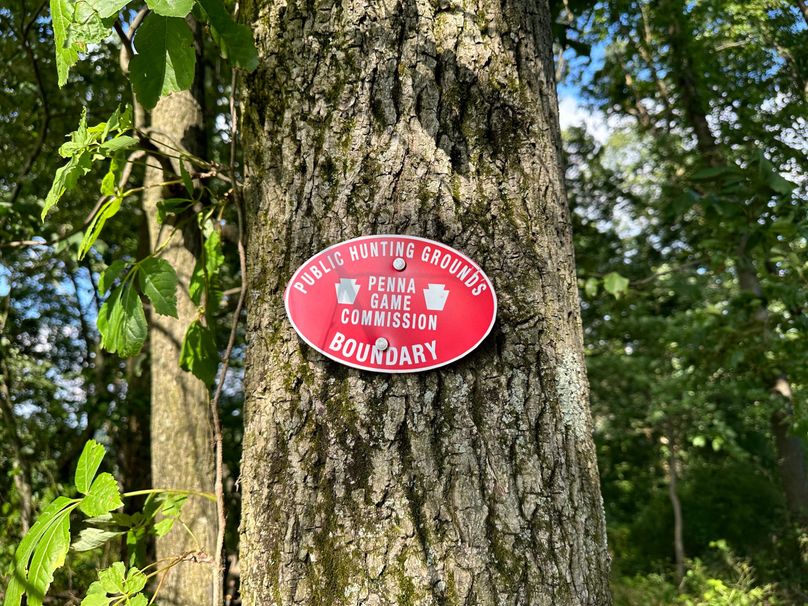 PUBLIC HUNTING GROUNDS
PENNA
GAME
COMMISSION
BOUNDARY